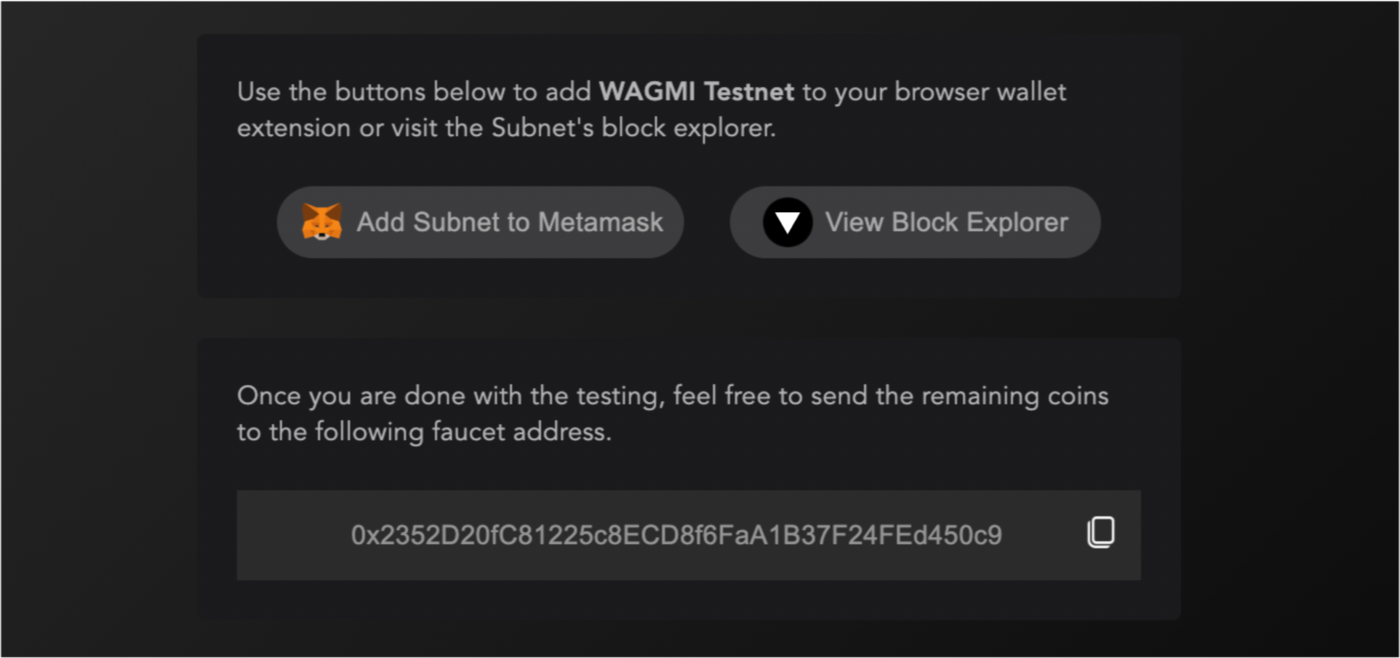 Use the buttons below to add WAGMI Testnet to your browser wallet
extension or visit the Subnet's block explorer.
Add Subnet to Metamask
View Block Explorer
Once you are done with the testing, feel free to send the remaining coins
to the following faucet address.
0x2352D20fC81225c8ECD8f6FaA1B37F24FEd450c9